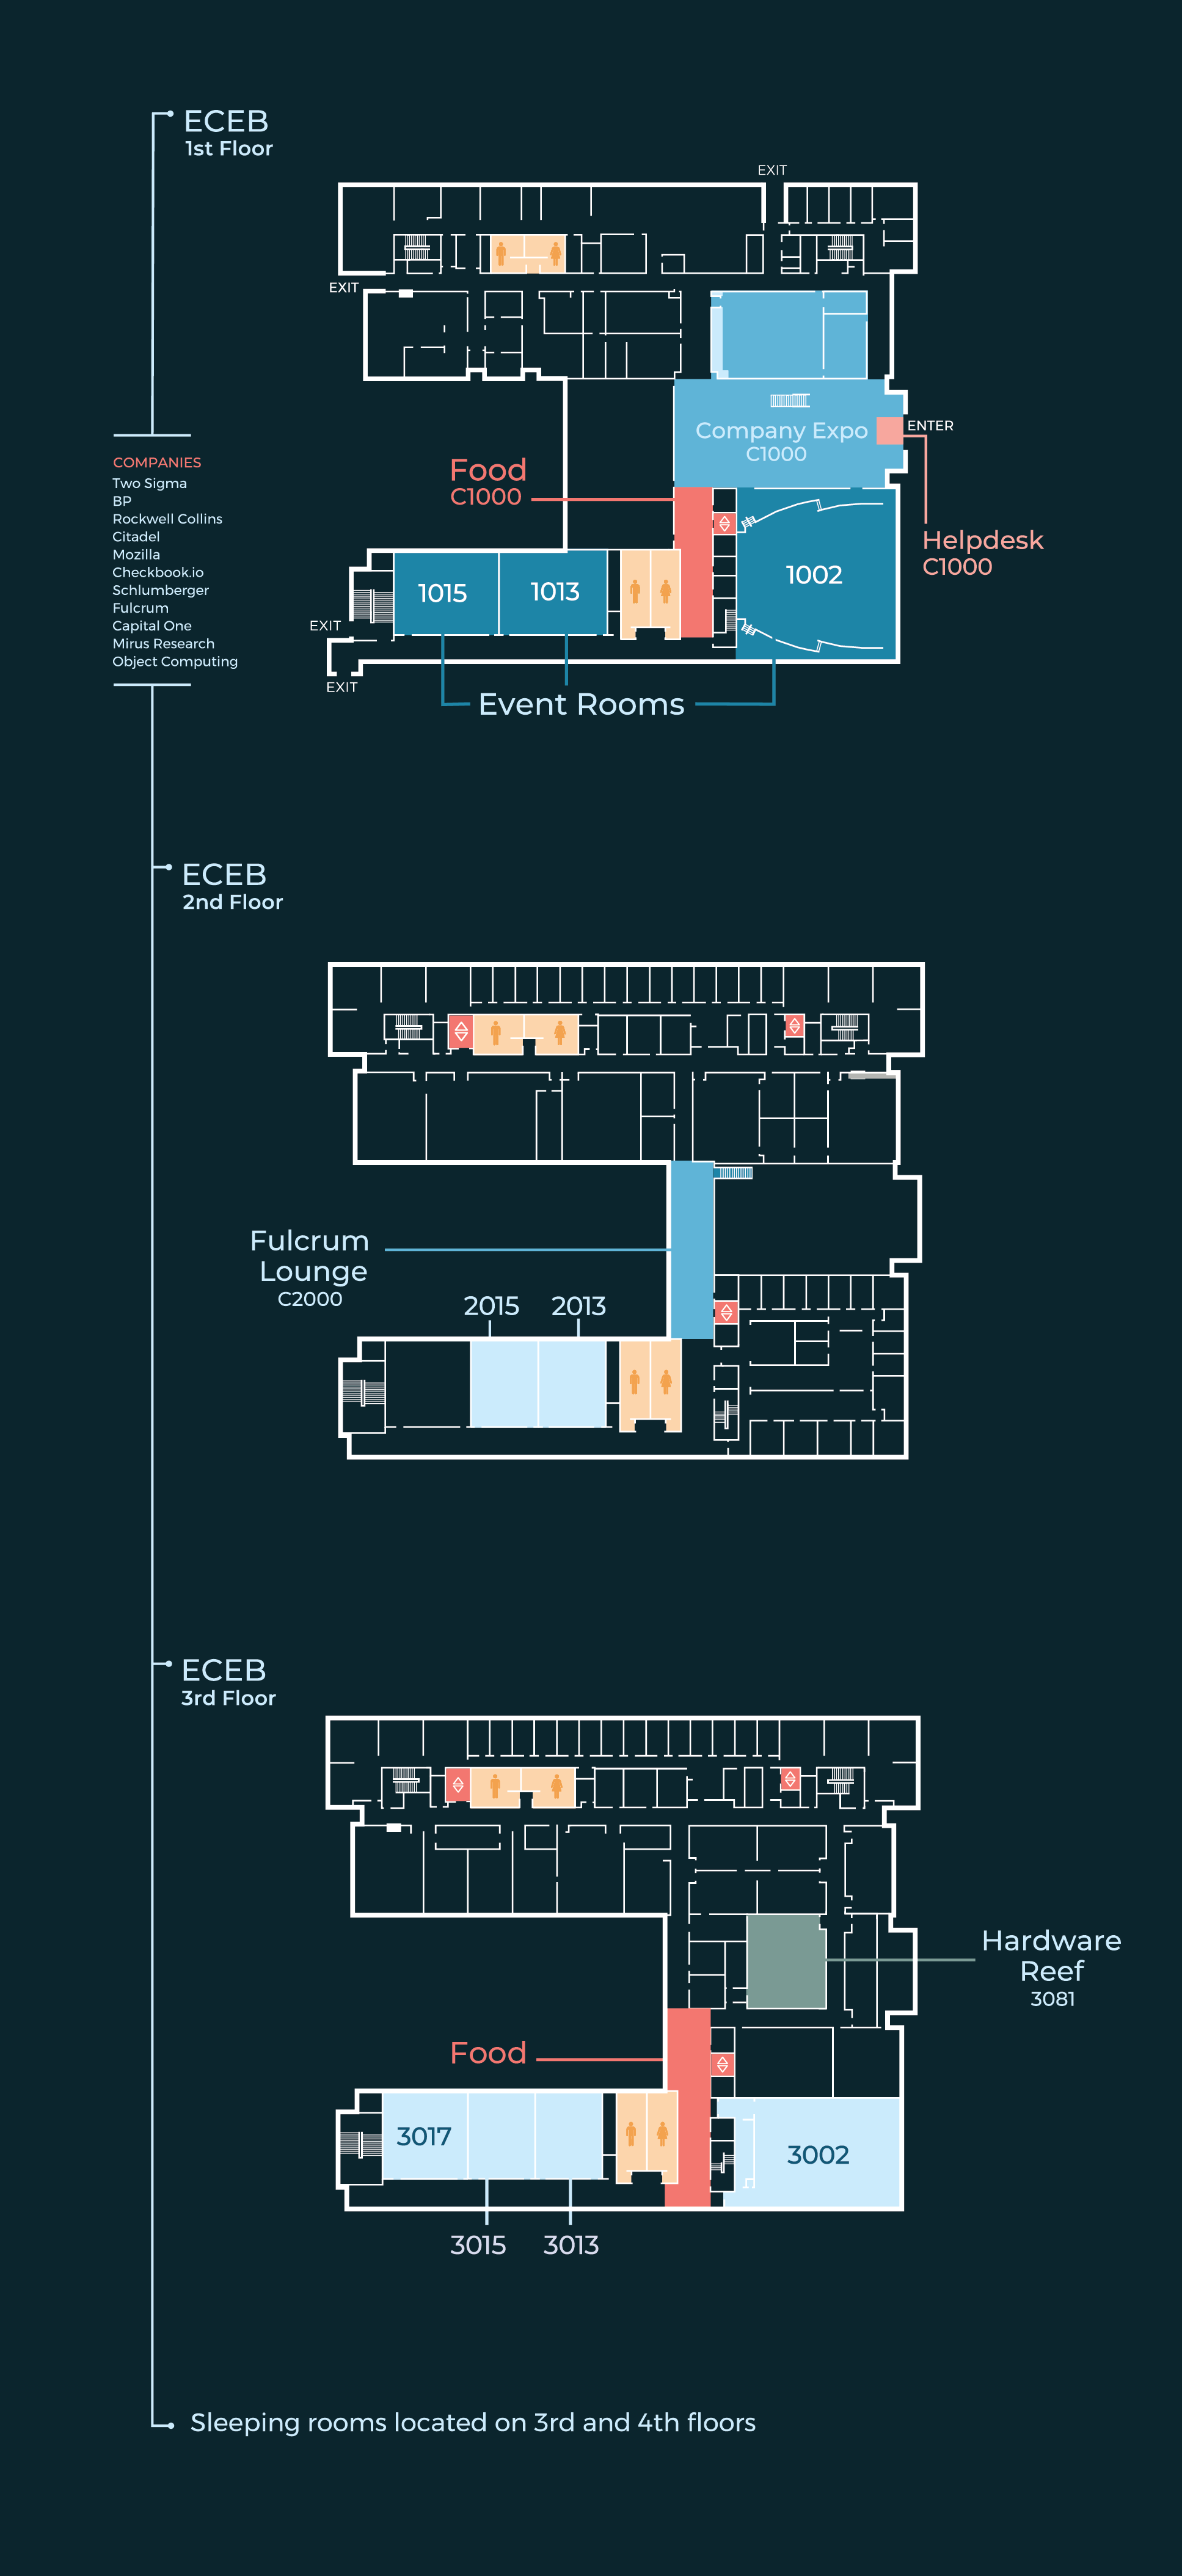 ECEB
1st Floor
EXIT
EXIT
COMPANIES
Two Sigma
BP
Rockwell Collins
Citadel
Mozilla
Checkbook.io
Schlumberger
Fulcrum
Capital One
Mirus Research
Object Computing
Company Expo
C1000
ENTER
Food
C1000
Helpdesk
C1000
1015
1013
1002
EXIT
EXIT
Event Rooms
ECEB
2nd Floor
Fulcrum
Lounge
C2000
2015
2013
ECEB
3rd Floor
Hardware
Reef
3081
Food
3017
3002
3015
3013
Sleeping rooms located on 3rd and 4th floors